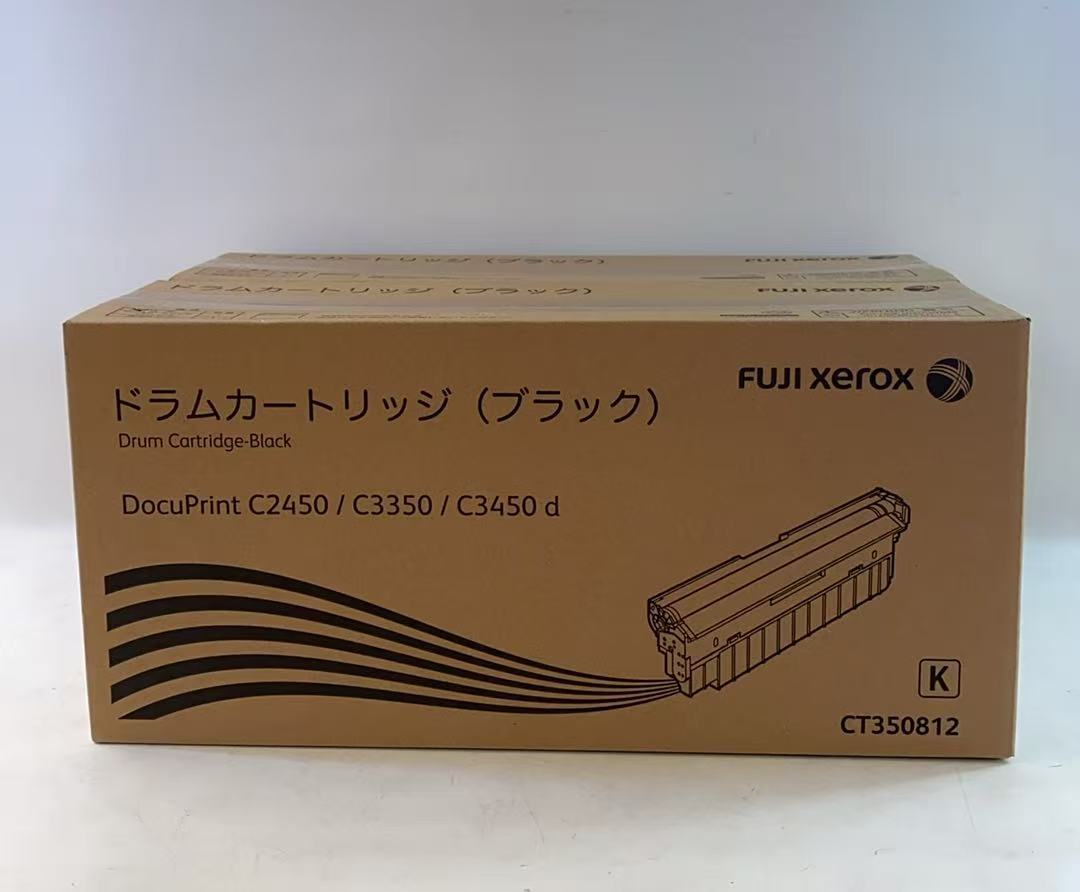 ドラムカートリッジ（ブラック）
FUJI xerox
ドラムカートリッジ（ブラック）
FUJI xerox
FUJI xerox
ドラムカートリッジ（ブラック）
Drum Cartridge-Black
DocuPrint C2450 / C3350 / C3450 d
K
CT350812